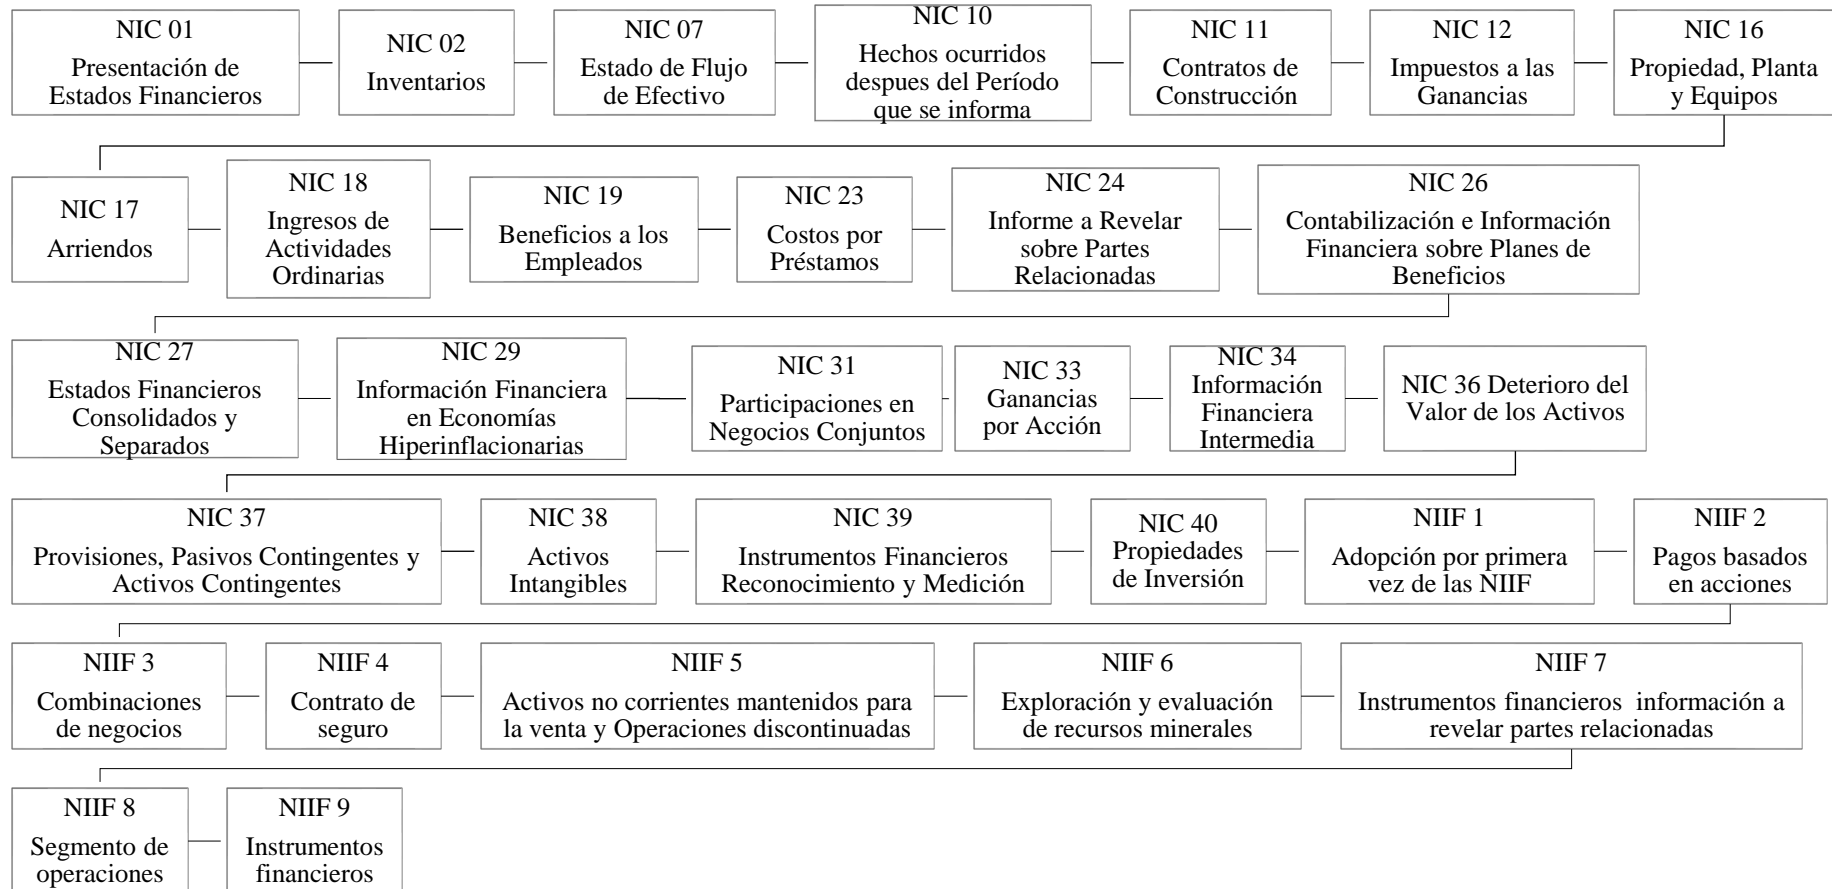 NIC 01
Presentación de
Estados Financieros
NIC 02
Inventarios
NIC 07
Estado de Flujo
de Efectivo
NIC 10
Hechos ocurridos
despues del Período
que se informa
NIC 11
Contratos de
Construcción
NIC 12
Impuestos a las
Ganancias
NIC 16
Propiedad, Planta
y Equipos
NIC 17
Arriendos
NIC 18
Ingresos de
Actividades
Ordinarias
NIC 19
Beneficios a los
Empleados
NIC 23
Costos por
Préstamos
NIC 24
Informe a Revelar
sobre Partes
Relacionadas
NIC 26
Contabilización e Información
Financiera sobre Planes de
Beneficios
NIC 27
Estados Financieros
Consolidados y
Separados
NIC 29
Información Financiera
en Economías
Hiperinflacionarias
NIC 31
Participaciones en
Negocios Conjuntos
NIC 33
Ganancias
por Acción
NIC 34
Información
Financiera
Intermedia
NIC 36 Deterioro del
Valor de los Activos
NIC 37
Provisiones, Pasivos Contingentes y
Activos Contingentes
NIC 38
Activos
Intangibles
NIC 39
Instrumentos Financieros
Reconocimiento y Medición
NIC 40
Propiedades
de Inversión
NIIF 1
Adopción por primera
vez de las NIIF
NIIF 2
Pagos basados
en acciones
NIIF 3
Combinaciones
de negocios
NIIF 4
Contrato de
seguro
NIIF 5
Activos no corrientes mantenidos para
la venta y Operaciones discontinuadas
NIIF 6
Exploración y evaluación
de recursos minerales
NIIF 7
Instrumentos financieros información a
revelar partes relacionadas
NIIF 8
Segmento de
operaciones
NIIF 9
Instrumentos
financieros